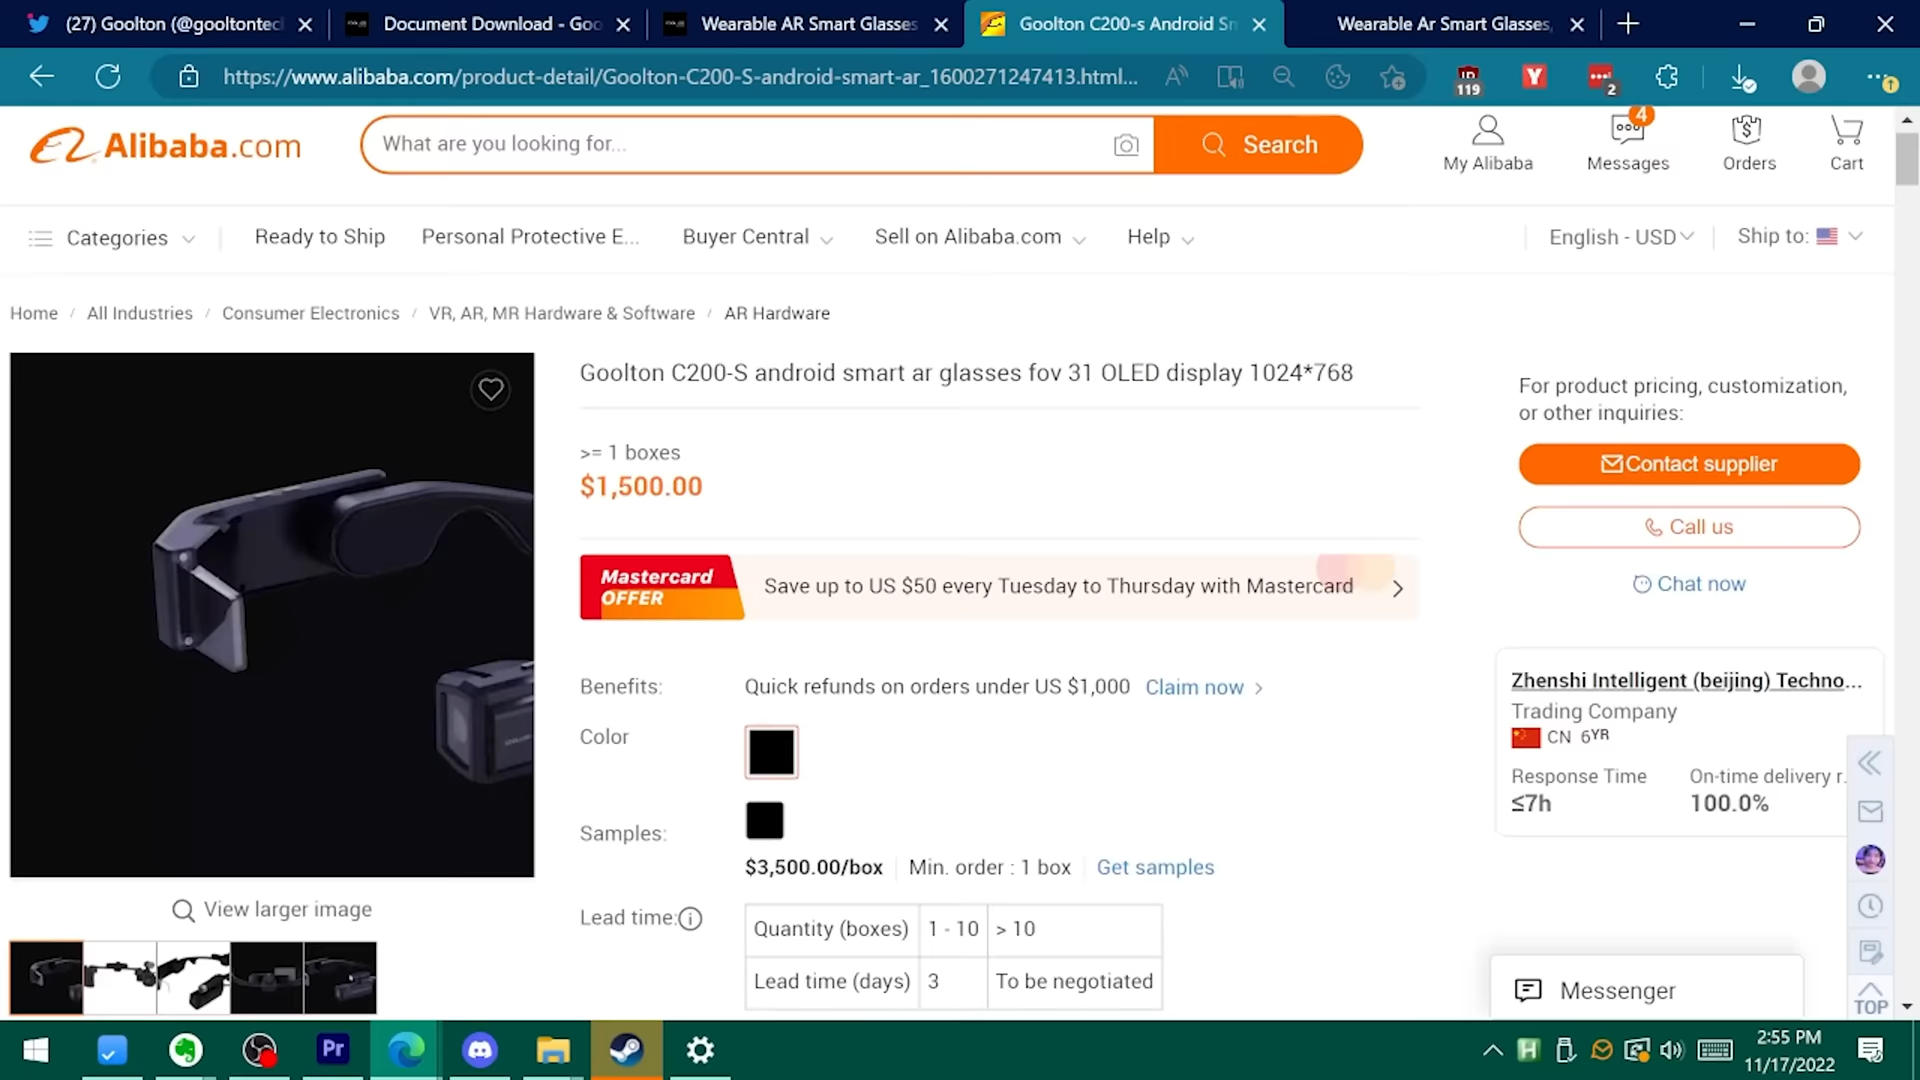 (27) Goolton (@gooltontec
Document Download - Goo
Wearable AR Smart Glasses
Goolton C200-s Android Sm
Wearable Ar Smart Glasses,
https://www.alibaba.com/product-detail/Goolton-C200-S-android-smart-ar_1600271247413.html...
119
Y
2
Alibaba.com
What are you looking for...
Search
My Alibaba
4
Messages
Orders
Cart
Categories
Ready to Ship
Personal Protective E...
Buyer Central
Sell on Alibaba.com
Help
English - USD
Ship to:
Home / All Industries / Consumer Electronics / VR, AR, MR Hardware & Software / AR Hardware
Goolton C200-S android smart ar glasses fov 31 OLED display 1024*768
>= 1 boxes
$1,500.00
Mastercard
OFFER
Save up to US $50 every Tuesday to Thursday with Mastercard
Benefits:
Quick refunds on orders under US $1,000
Claim now
Color
Samples:
$3,500.00/box
Min. order : 1 box
Get samples
Lead time:
Quantity (boxes) 1 - 10 > 10
Lead time (days) 3 To be negotiated
View larger image
For product pricing, customization,
or other inquiries:
Contact supplier
Call us
Chat now
Zhenshi Intelligent (beijing) Techno...
Trading Company
CN 6YR
Response Time
On-time delivery r.
≤7h
100.0%
Messenger
TOP
Pr
H
2:55 PM
11/17/2022